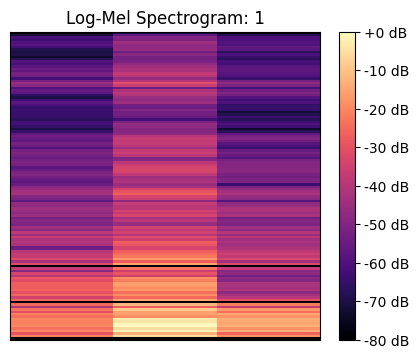 Log-Mel Spectrogram: 1
+0 dB
-10 dB
-20 dB
-30 dB
-40 dB
-50 dB
-60 dB
-70 dB
-80 dB